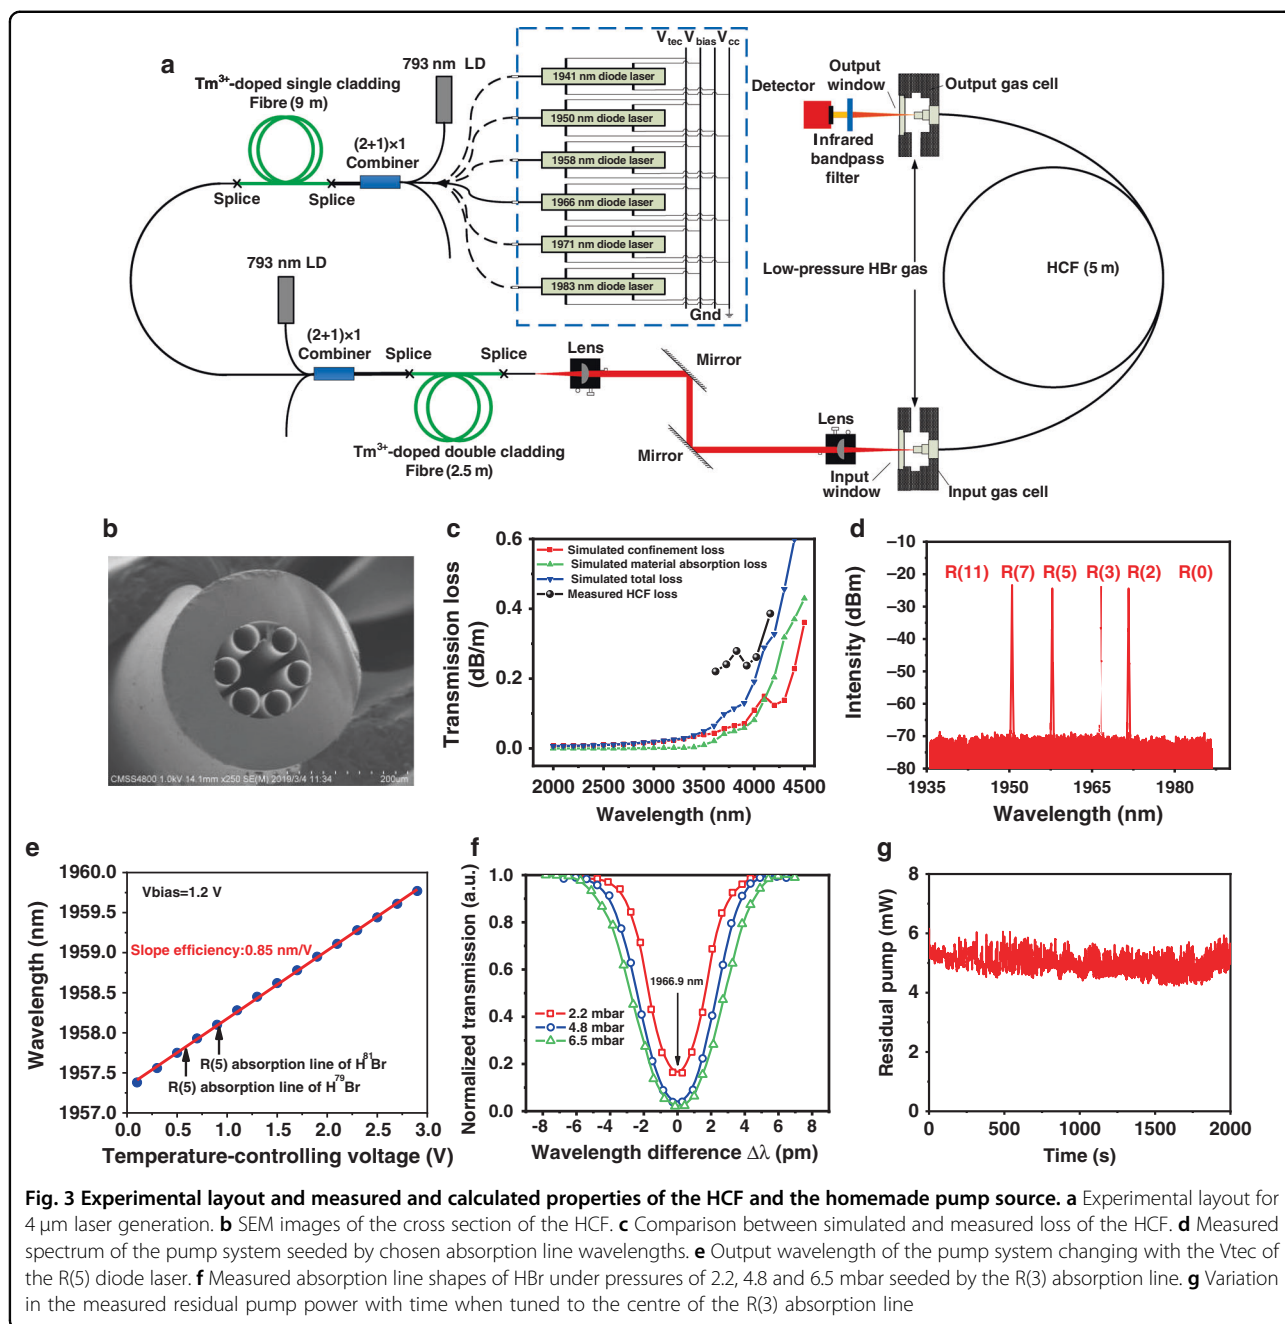 a
Tm3+-doped single cladding
Fibre (9 m)
793 nm LD
(2+1)×1
Combiner
Splice
Splice
Vtec Vbias Vcc
1941 nm diode laser
1950 nm diode laser
1958 nm diode laser
1966 nm diode laser
1971 nm diode laser
1983 nm diode laser
Gnd
Output
window
Output gas cell
Detector
Infrared
bandpass
filter
Low-pressure HBr gas
HCF (5 m)
793 nm LD
(2+1)×1
Combiner
Splice
Splice
Tm3+-doped double cladding
Fibre (2.5 m)
Lens
Mirror
Mirror
Lens
Input
window
Input gas cell
b
CMSS4800 1.0kV 14.1mm x250 SE(M) 2019/3/4 11:34
200um
c
Transmission loss
(dB/m)
0.6
0.4
0.2
0.0
Simulated confinement loss
Simulated material absorption loss
Simulated total loss
Measured HCF loss
2000 2500 3000 3500 4000 4500
Wavelength (nm)
d
Intensity (dBm)
−10
−20
−30
−40
−50
−60
−70
−80
R(11) R(7) R(5) R(3) R(2) R(0)
1935 1950 1965 1980
Wavelength (nm)
e
Wavelength (nm)
1960.0
1959.5
1959.0
1958.5
1958.0
1957.5
1957.0
Vbias=1.2 V
Slope efficiency:0.85 nm/V
R(5) absorption line of H81Br
R(5) absorption line of H79Br
0.0 0.5 1.0 1.5 2.0 2.5 3.0
Temperature-controlling voltage (V)
f
Normalized transmission (a.u.)
1.0
0.8
0.6
0.4
0.2
0.0
1966.9 nm
2.2 mbar
4.8 mbar
6.5 mbar
-8 -6 -4 -2 0 2 4 6 8
Wavelength difference Δλ (pm)
g
Residual pump (mW)
8
6
4
2
0
0 500 1000 1500 2000
Time (s)
Fig. 3 Experimental layout and measured and calculated properties of the HCF and the homemade pump source. a Experimental layout for
4 μm laser generation. b SEM images of the cross section of the HCF. c Comparison between simulated and measured loss of the HCF. d Measured
spectrum of the pump system seeded by chosen absorption line wavelengths. e Output wavelength of the pump system changing with the Vtec of
the R(5) diode laser. f Measured absorption line shapes of HBr under pressures of 2.2, 4.8 and 6.5 mbar seeded by the R(3) absorption line. g Variation
in the measured residual pump power with time when tuned to the centre of the R(3) absorption line